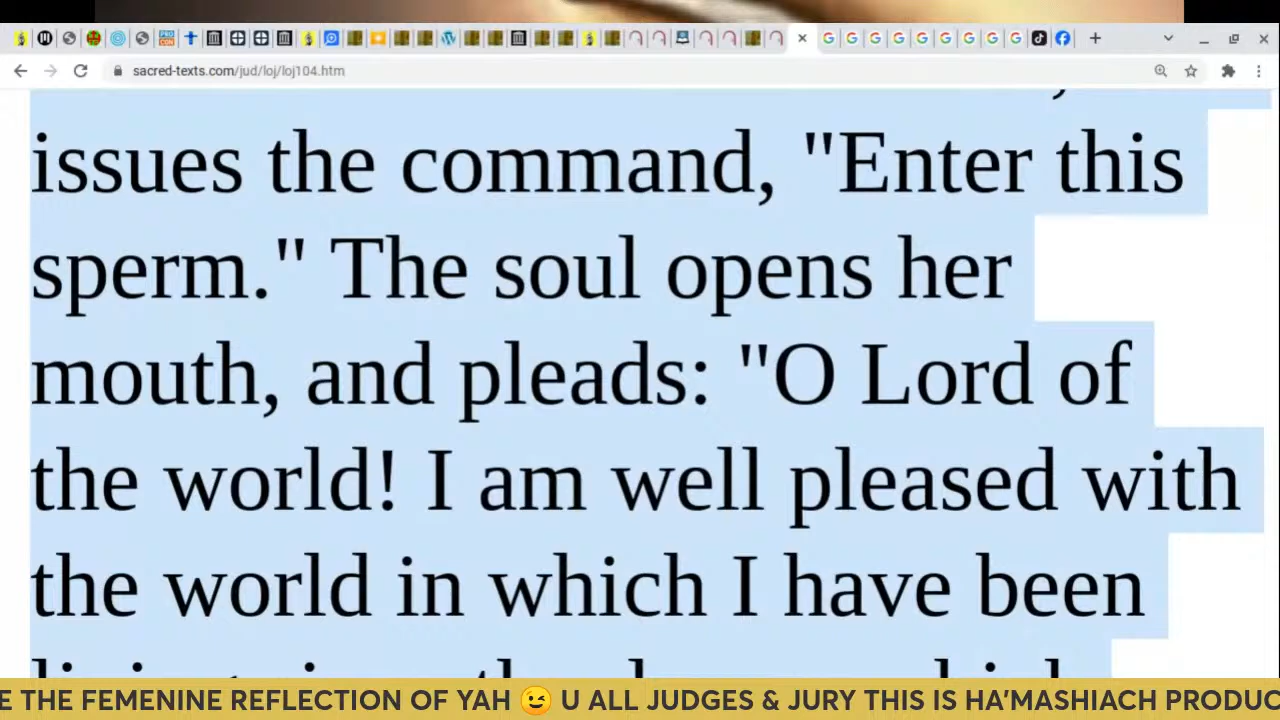 sacred-texts.com/jud/loj/loj104.htm
issues the command, "Enter this
sperm." The soul opens her
mouth, and pleads: "O Lord of
the world! I am well pleased with
the world in which I have been
E THE FEMENINE REFLECTION OF YAH 😉 U ALL JUDGES & JURY THIS IS HA'MASHIACH PRODUC